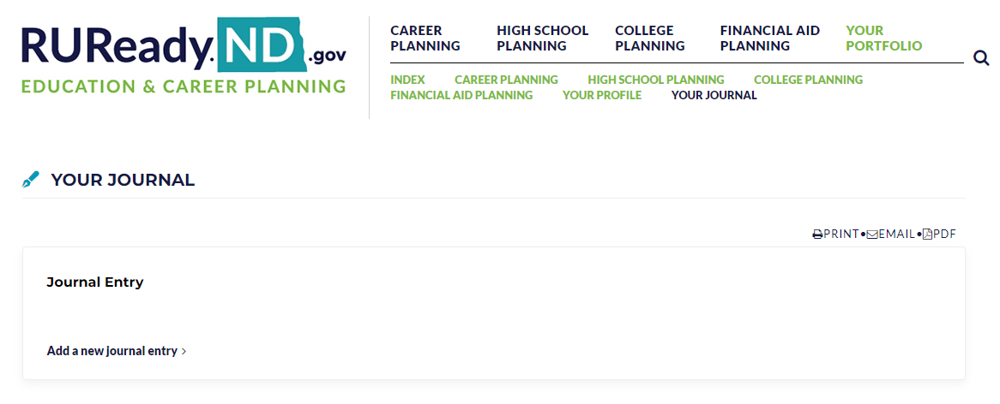 RUReady.ND.gov
EDUCATION & CAREER PLANNING
CAREER PLANNING
HIGH SCHOOL PLANNING
COLLEGE PLANNING
FINANCIAL AID PLANNING
YOUR PORTFOLIO
INDEX CAREER PLANNING HIGH SCHOOL PLANNING COLLEGE PLANNING
FINANCIAL AID PLANNING YOUR PROFILE YOUR JOURNAL
YOUR JOURNAL
PRINT•EMAIL•PDF
Journal Entry
Add a new journal entry >